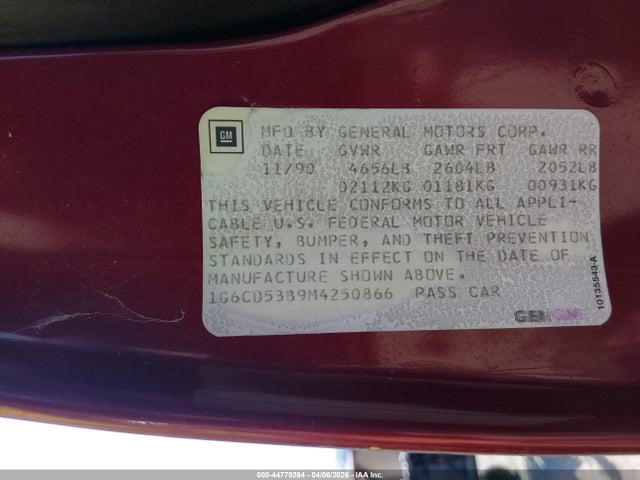 GM
MFD BY GENERAL MOTORS CORP.
DATE GVWR GAWR FRT GAWR RR
11/90 4656LB 2604LB 2052LB
02112KG 01181KG 00931KG
THIS VEHICLE CONFORMS TO ALL APPLI-
CABLE U.S. FEDERAL MOTOR VEHICLE
SAFETY, BUMPER, AND THEFT PREVENTION
STANDARDS IN EFFECT ON THE DATE OF
MANUFACTURE SHOWN ABOVE.
1G6CD53B9M4250866 PASS CAR
10135543-A
000-44779264 - 04/06/2026 - IAA Inc.